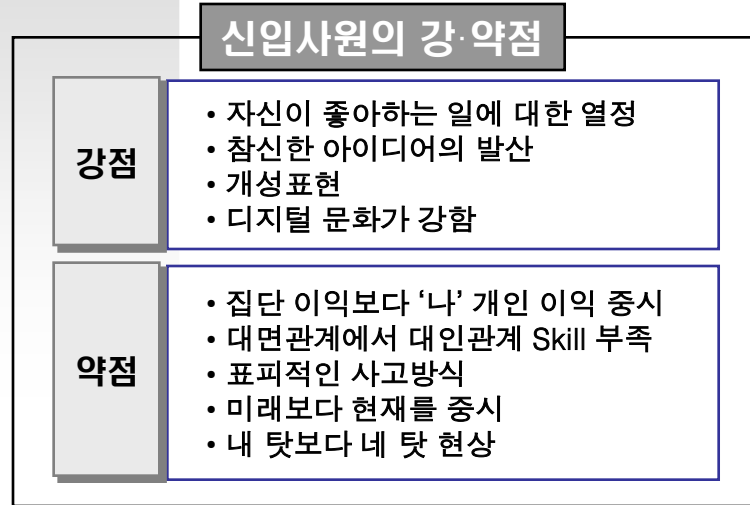 신입사원의 강·약점
강점
• 자신이 좋아하는 일에 대한 열정
• 참신한 아이디어의 발산
• 개성표현
• 디지털 문화가 강함
약점
• 집단 이익보다 ‘나’ 개인 이익 중시
• 대면관계에서 대인관계 Skill 부족
• 표피적인 사고방식
• 미래보다 현재를 중시
• 내 탓보다 네 탓 현상